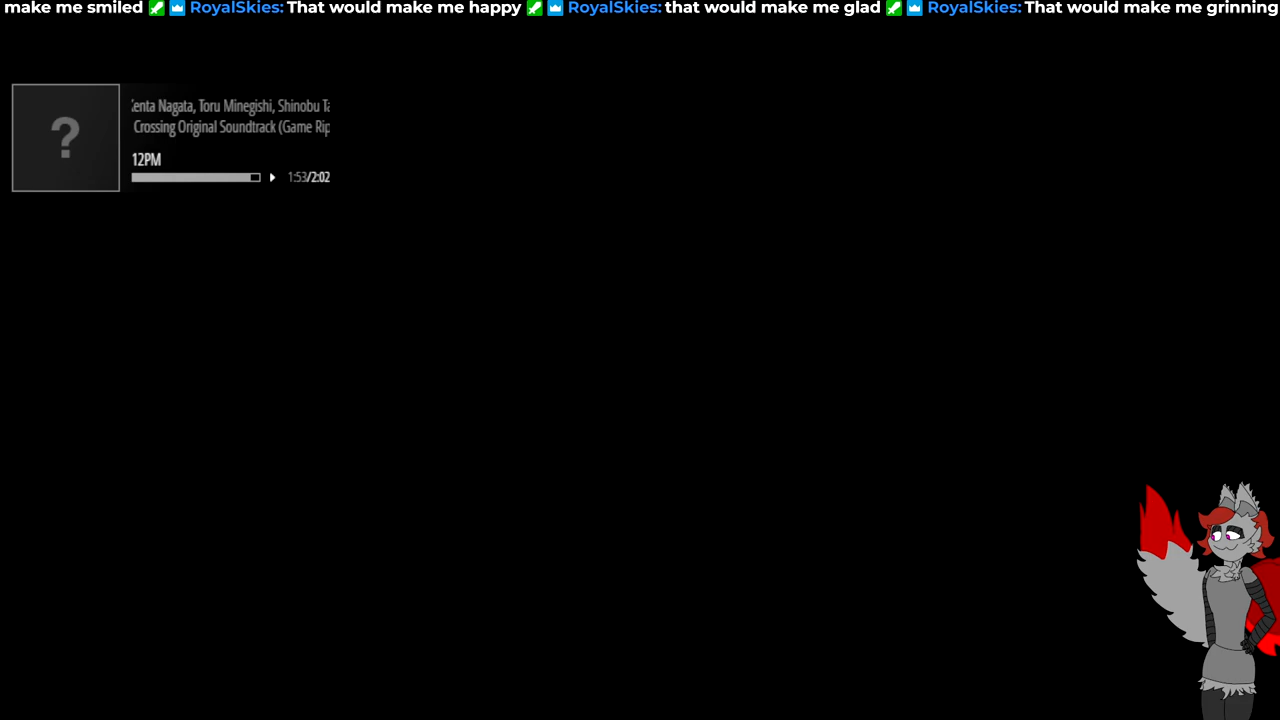 make me smiled RoyalSkies: That would make me happy RoyalSkies: that would make me glad RoyalSkies: That would make me grinning
?
Nagata, Toru Minegishi, Shinobu
Crossing Original Soundtrack (Game Rip
12PM
1:53/2:02